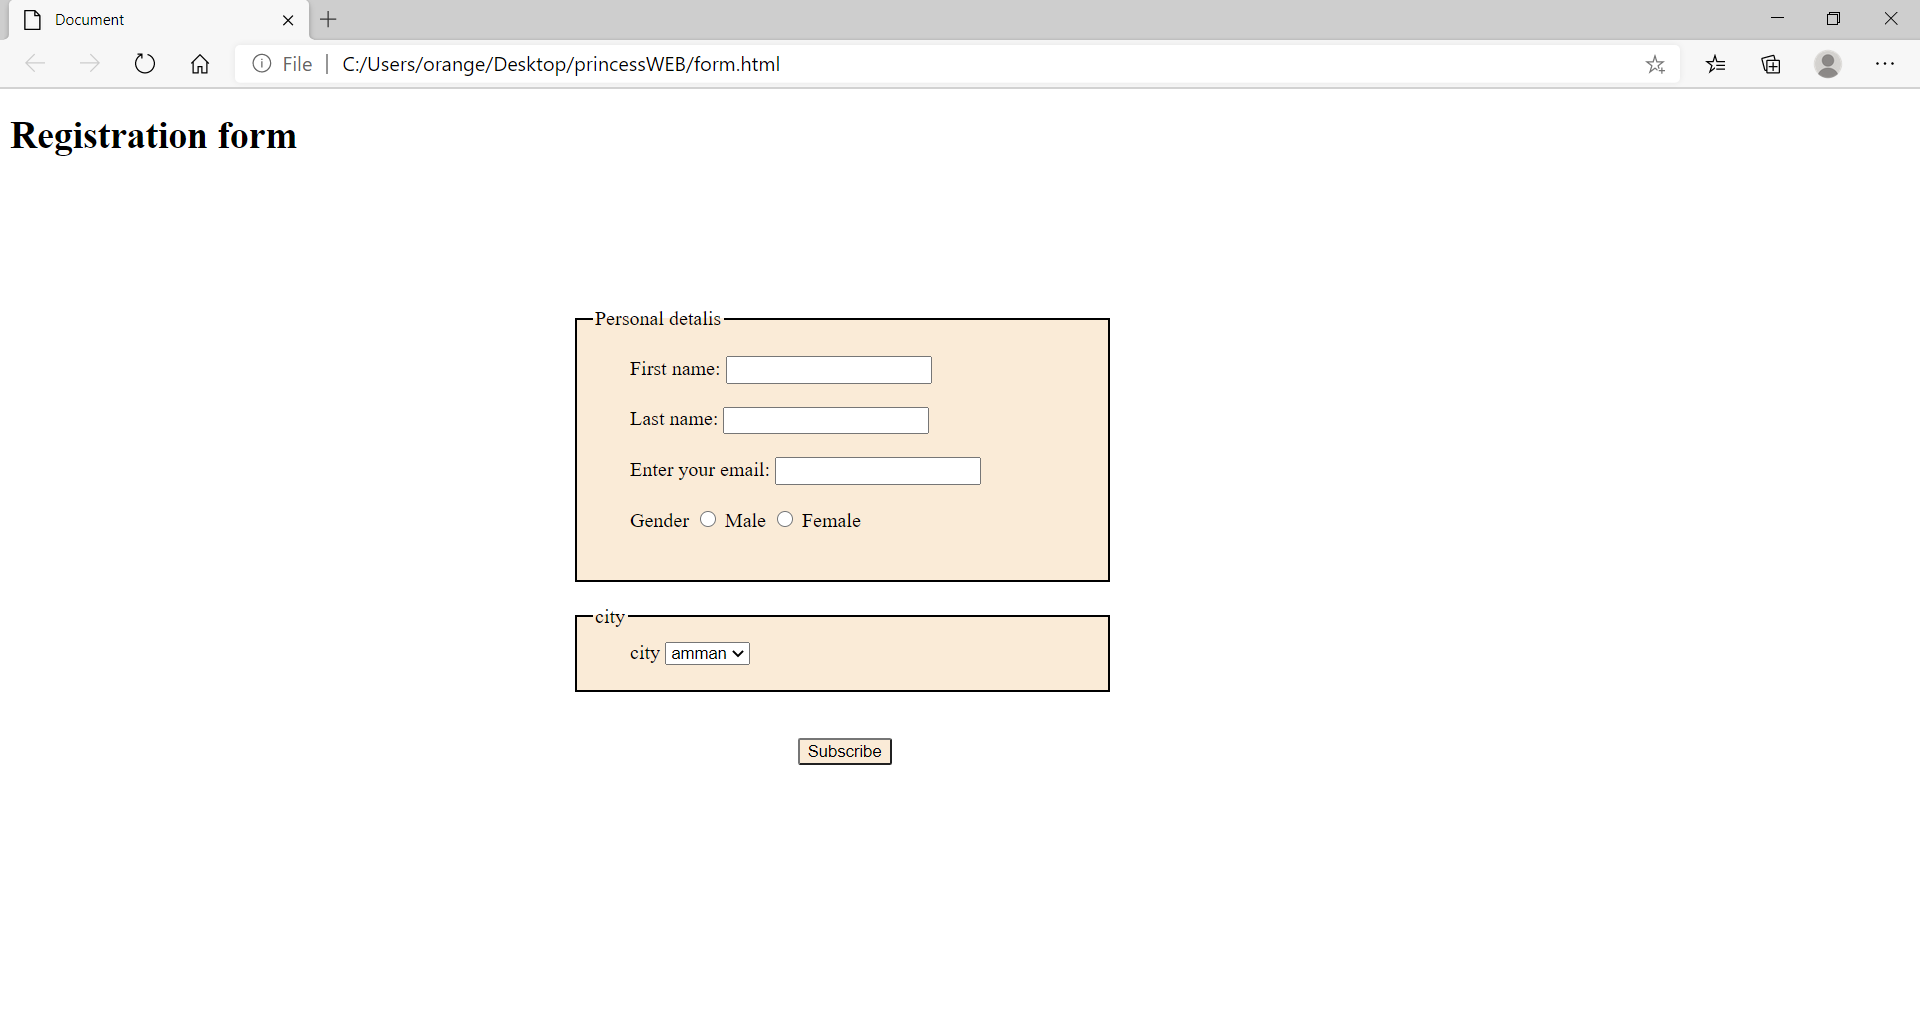 Document
File | C:/Users/orange/Desktop/princessWEB/form.html
Registration form
Personal detalis
First name:
Last name:
Enter your email:
Gender Male Female
city
city amman
Subscribe